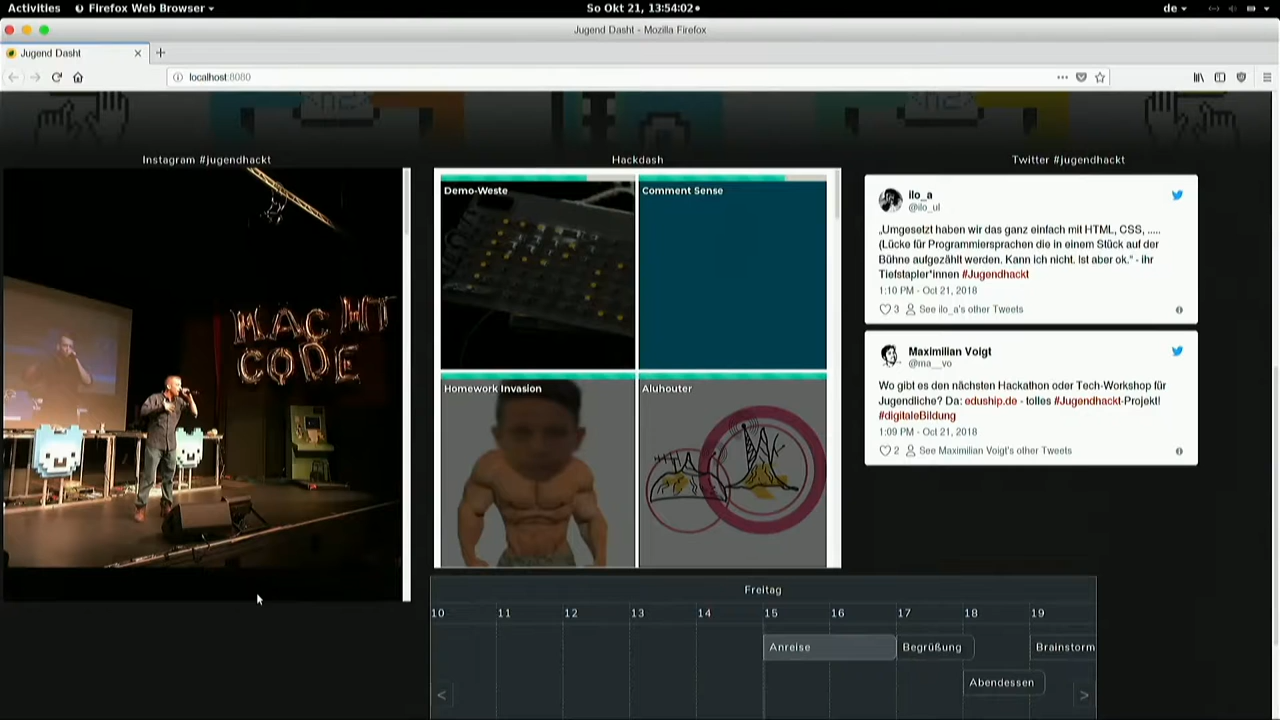 Activities
Firefox Web Browser
So Okt 21, 13:54:02
de
Jugend Dasht - Mozilla Firefox
Jugend Dasht
localhost:8080
Instagram #jugendhackt
Hackdash
Twitter #jugendhackt
MACHT
CODE
Demo-Weste
Comment Sense
Homework Invasion
Aluhouter
ilo_a
@ilo_ul
„Umgesetzt haben wir das ganz einfach mit HTML, CSS, .....
(Lücke für Programmiersprachen die in einem Stück auf der
Bühne aufgezählt werden. Kann ich nicht. Ist aber ok.“ - ihr
Tiefstapler*innen #Jugendhackt
1:10 PM - Oct 21, 2018
3 See ilo_a's other Tweets
Maximilian Voigt
@ma__vo
Wo gibt es den nächsten Hackathon oder Tech-Workshop für
Jugendliche? Da: eduship.de - tolles #Jugendhackt-Projekt!
#digitaleBildung
1:09 PM - Oct 21, 2018
2 See Maximilian Voigt's other Tweets
Freitag
10 11 12 13 14 15 16 17 18 19
Anreise
Begrüßung
Brainstorm
Abendessen
< >